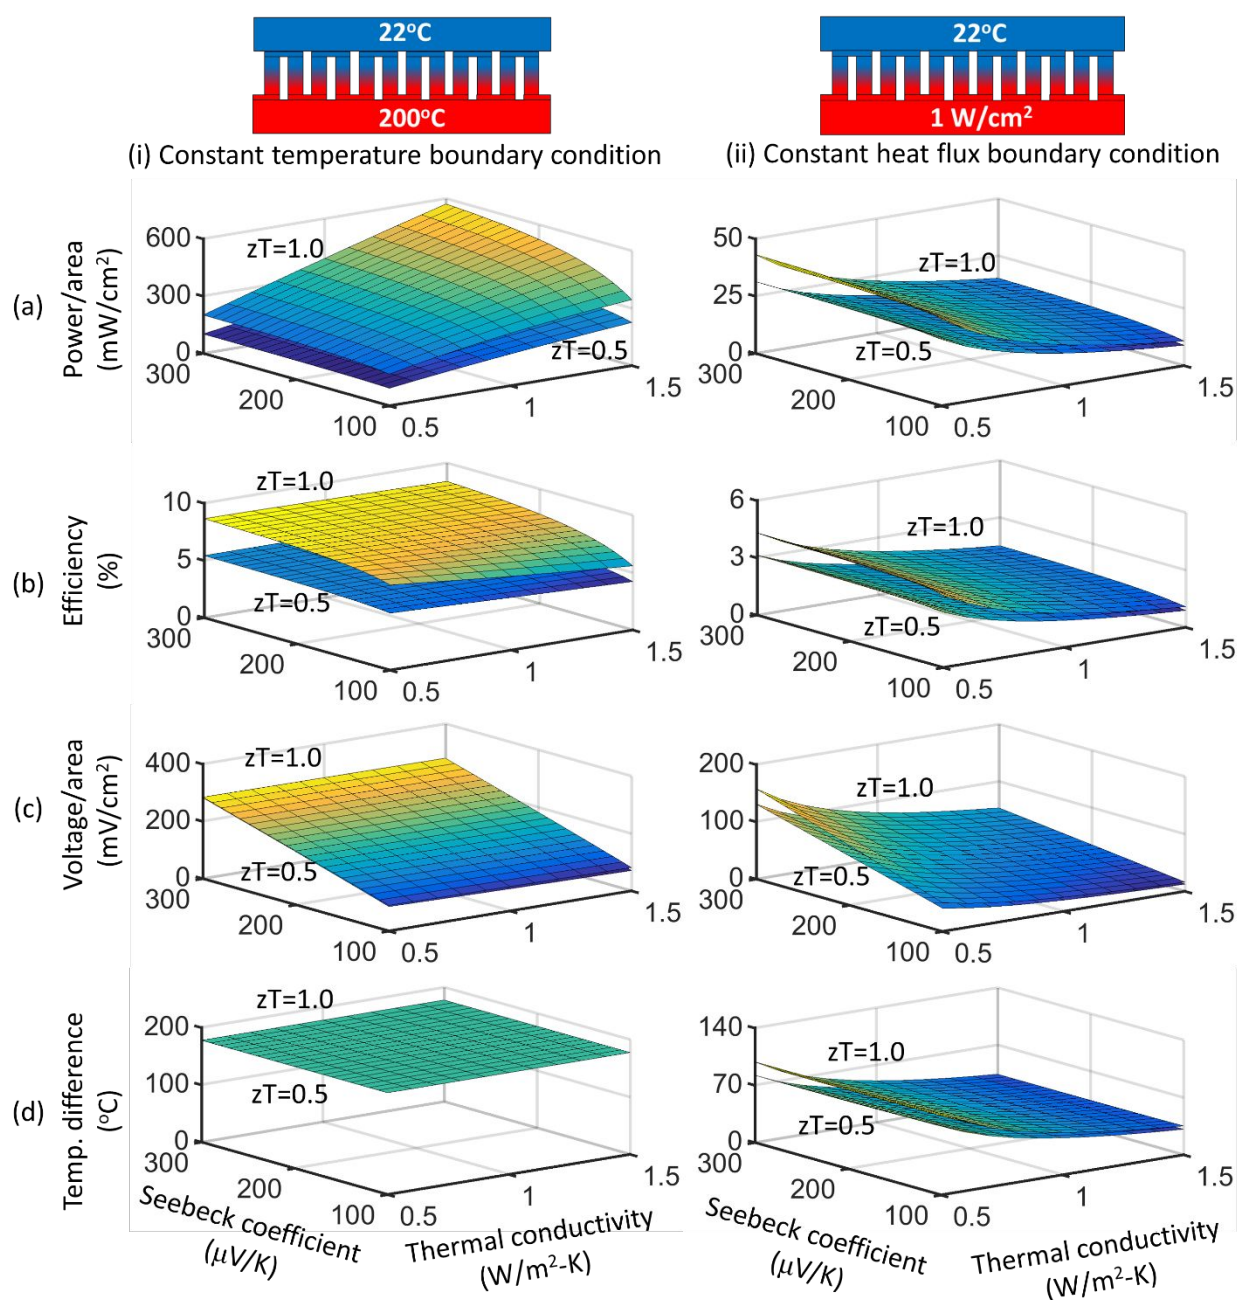 22°C
22°C
200°C
1 W/cm²
(i) Constant temperature boundary condition
(ii) Constant heat flux boundary condition
(a)
Power/area
(mW/cm²)
600
300
0
300
200
100
0.5
1
1.5
zT=1.0
zT=0.5
50
25
0
300
200
100
0.5
1
1.5
zT=1.0
zT=0.5
(b)
Efficiency
(%)
10
5
0
300
200
100
0.5
1
1.5
zT=1.0
zT=0.5
6
3
0
300
200
100
0.5
1
1.5
zT=1.0
zT=0.5
(c)
Voltage/area
(mV/cm²)
400
200
0
300
200
100
0.5
1
1.5
zT=1.0
zT=0.5
200
100
0
300
200
100
0.5
1
1.5
zT=1.0
zT=0.5
(d)
Temp. difference
(°C)
200
100
0
300
200
100
0.5
1
1.5
zT=1.0
zT=0.5
Seebeck coefficient
(μV/K)
Thermal conductivity
(W/m²-K)
140
70
0
300
200
100
0.5
1
1.5
zT=1.0
zT=0.5
Seebeck coefficient
(μV/K)
Thermal conductivity
(W/m²-K)